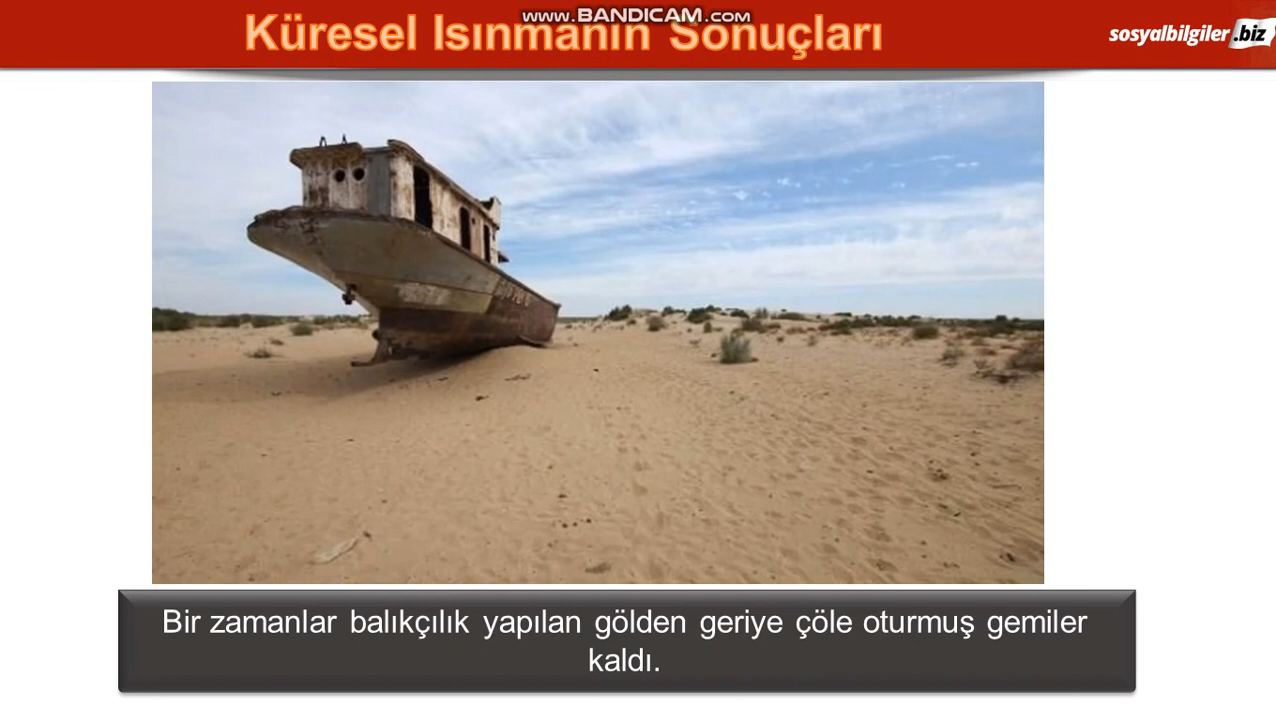 www.BANDICAM.com
Küresel Isınmanın Sonuçları
sosyalbilgiler.biz
Bir zamanlar balıkçılık yapılan gölden geriye çöle oturmuş gemiler
kaldı.